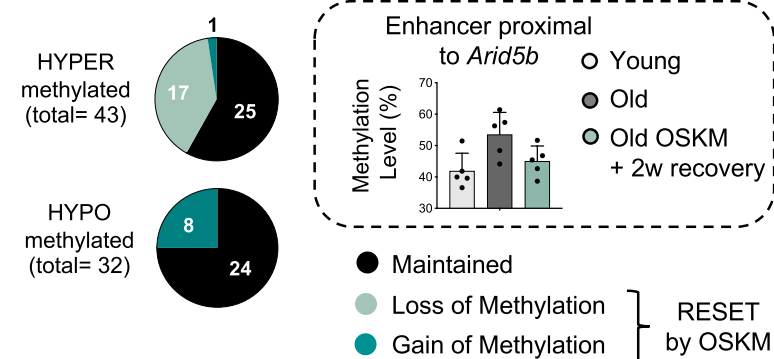 HYPER
methylated
(total= 43)
1
17
25
HYPO
methylated
(total= 32)
8
24
Enhancer proximal
to Arid5b
Methylation
Level (%)
70
60
50
40
30
Young
Old
Old OSKM
+ 2w recovery
Maintained
Loss of Methylation
Gain of Methylation
RESET
by OSKM